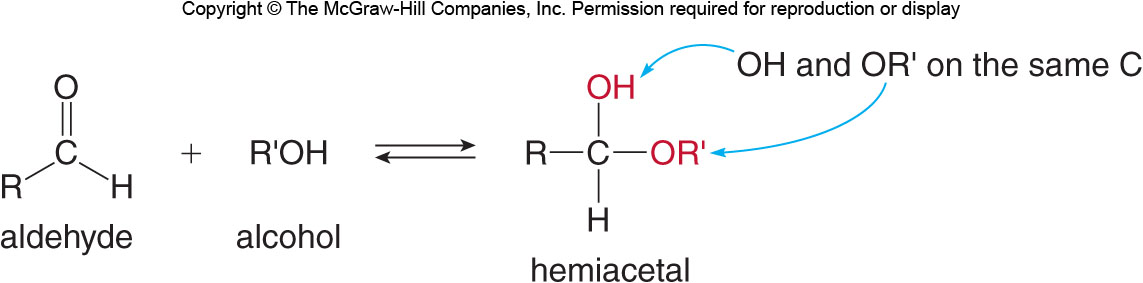 Copyright © The McGraw-Hill Companies, Inc. Permission required for reproduction or display
OH and OR' on the same C
O
OH
C
R
H
+
R'OH
R—C—OR'
H
aldehyde
alcohol
hemiacetal